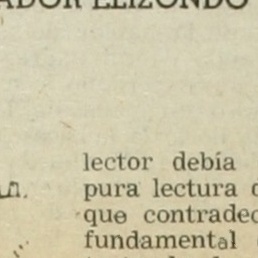 ADOR ELIZONDO
lector debía
pura lectura
que contradec
fundamental